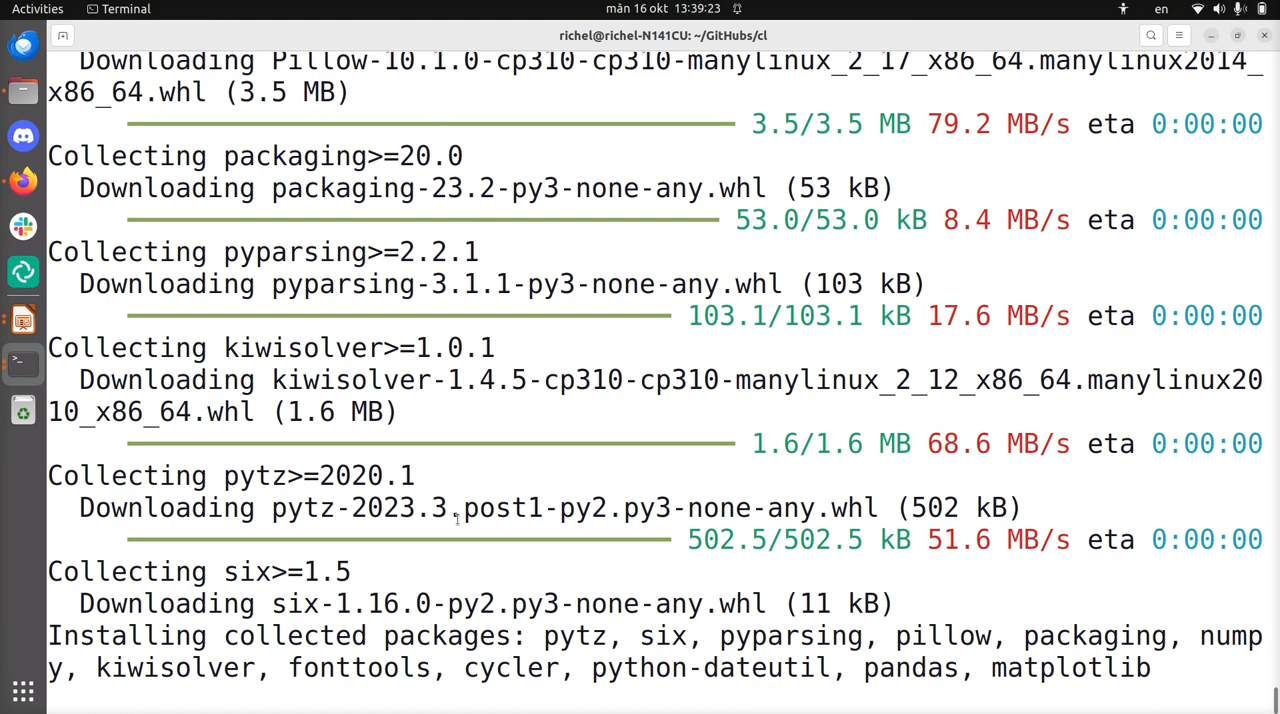 Activities
Terminal
mån 16 okt 13:39:23
en
richel@richel-N141CU: ~/GitHubs/cl
Downloading Pillow-10.1.0-cp310-cp310-manylinux_2_17_x86_64.manylinux2014_
x86_64.whl (3.5 MB)
3.5/3.5 MB 79.2 MB/s eta 0:00:00
Collecting packaging>=20.0
Downloading packaging-23.2-py3-none-any.whl (53 kB)
53.0/53.0 kB 8.4 MB/s eta 0:00:00
Collecting pyparsing>=2.2.1
Downloading pyparsing-3.1.1-py3-none-any.whl (103 kB)
103.1/103.1 kB 17.6 MB/s eta 0:00:00
Collecting kiwisolver>=1.0.1
Downloading kiwisolver-1.4.5-cp310-cp310-manylinux_2_12_x86_64.manylinux20
10_x86_64.whl (1.6 MB)
1.6/1.6 MB 68.6 MB/s eta 0:00:00
Collecting pytz>=2020.1
Downloading pytz-2023.3.post1-py2.py3-none-any.whl (502 kB)
502.5/502.5 kB 51.6 MB/s eta 0:00:00
Collecting six>=1.5
Downloading six-1.16.0-py2.py3-none-any.whl (11 kB)
Installing collected packages: pytz, six, pyparsing, pillow, packaging, nump
y, kiwisolver, fonttools, cycler, python-dateutil, pandas, matplotlib